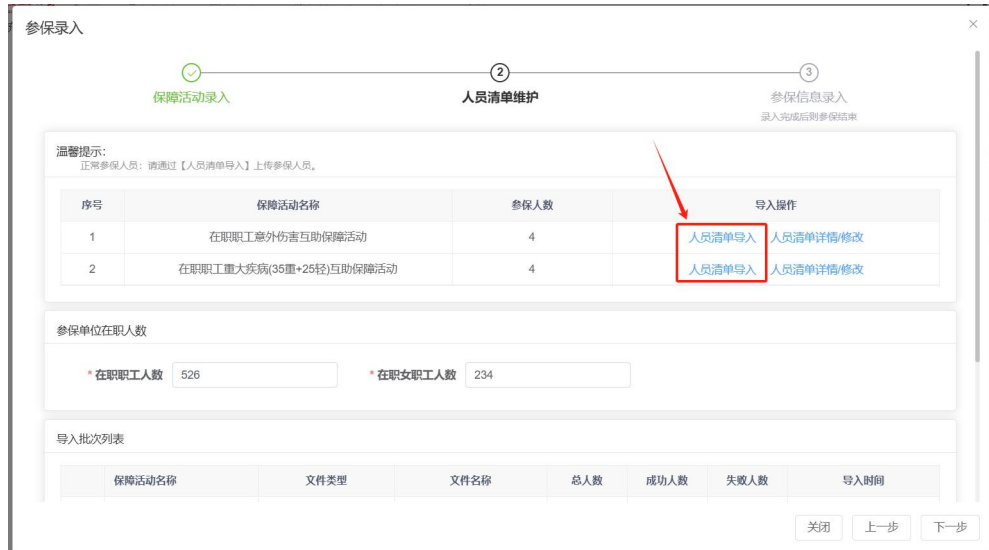 参保录入
2
3
保障活动录入
人员清单维护
参保信息录入
录入完成后则参保结束
温馨提示:
正常参保人员：请通过【人员清单导入】上传参保人员。
序号 保障活动名称 参保人数 导入操作
1 在职职工意外伤害互助保障活动 4 人员清单导入 人员清单详情/修改
2 在职职工重大疾病(35重+25轻)互助保障活动 4 人员清单导入 人员清单详情/修改
参保单位在职人数
* 在职职工人数 526 * 在职女职工人数 234
导入批次列表
保障活动名称 文件类型 文件名称 总人数 成功人数 失败人数 导入时间
关闭 上一步 下一步